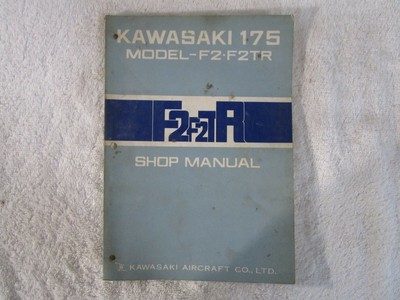 KAWASAKI 175
MODEL-F2•F2TR
F2F2TR
SHOP MANUAL
KAWASAKI AIRCRAFT CO., LTD.